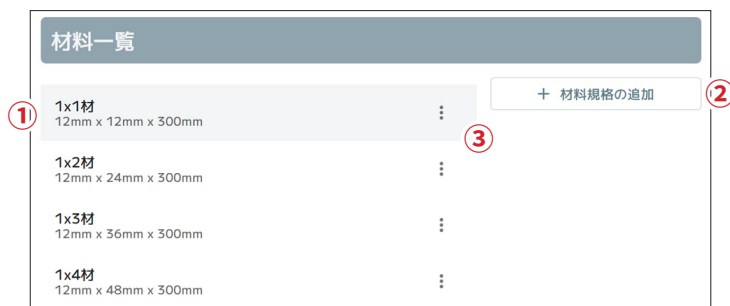 材料一覧
① 1x1材
12mm x 12mm x 300mm
+ 材料規格の追加 ②
③
1x2材
12mm x 24mm x 300mm
1x3材
12mm x 36mm x 300mm
1x4材
12mm x 48mm x 300mm